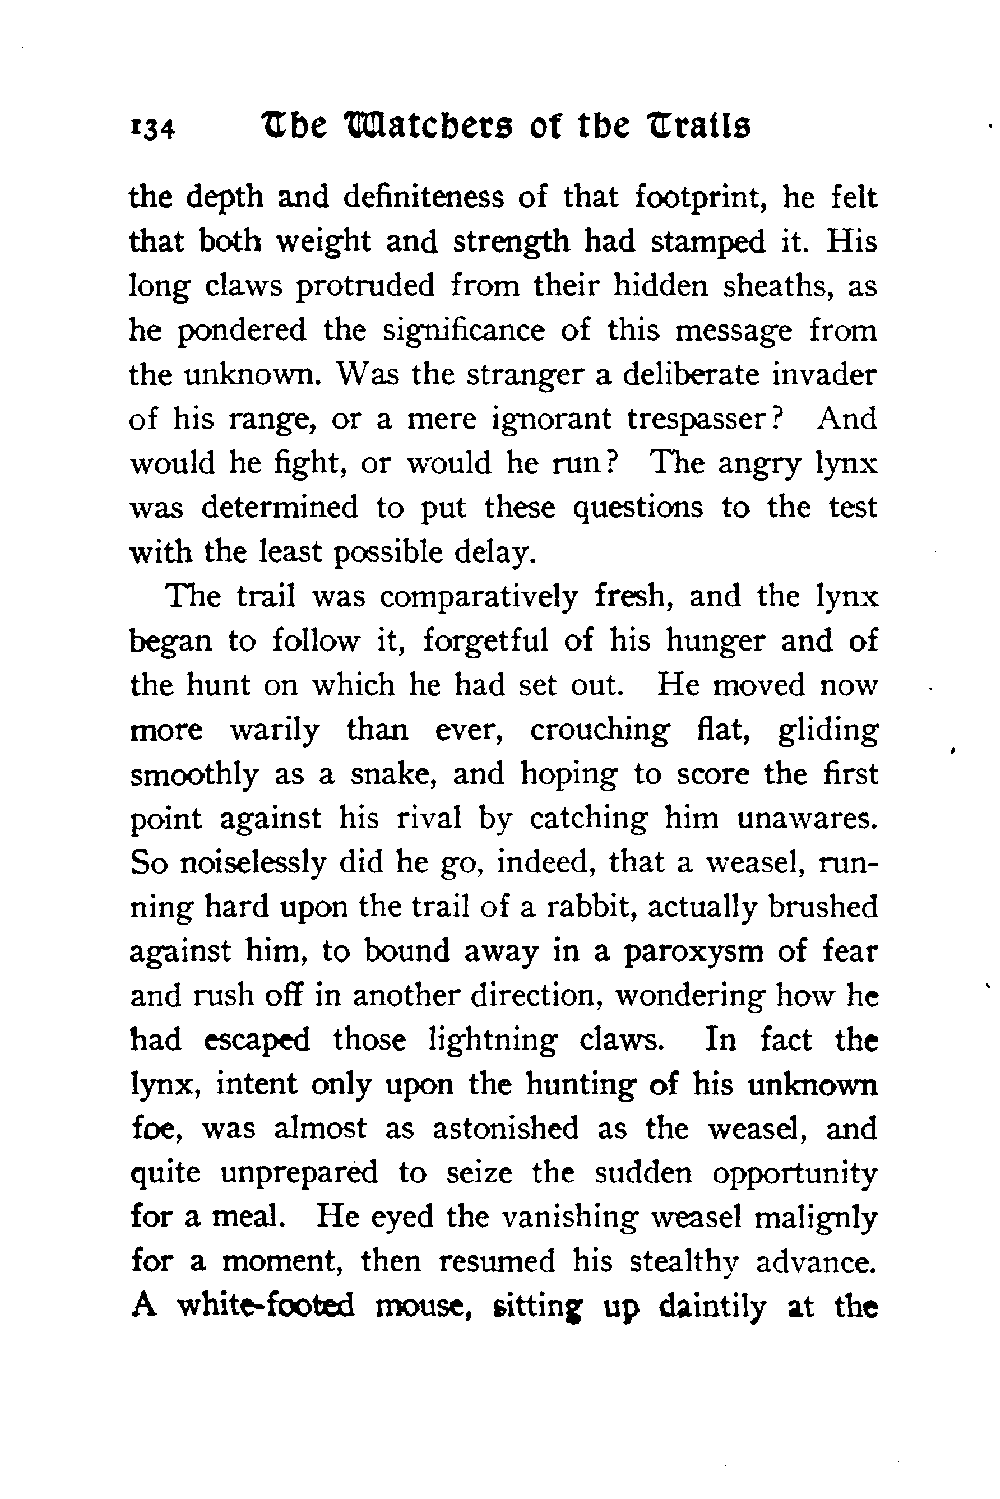 134 The Watchers of the Trails
the depth and definiteness of that footprint, he felt
that both weight and strength had stamped it. His
long claws protruded from their hidden sheaths, as
he pondered the significance of this message from
the unknown. Was the stranger a deliberate invader
of his range, or a mere ignorant trespasser? And
would he fight, or would he run? The angry lynx
was determined to put these questions to the test
with the least possible delay.
The trail was comparatively fresh, and the lynx
began to follow it, forgetful of his hunger and of
the hunt on which he had set out. He moved now
more warily than ever, crouching flat, gliding
smoothly as a snake, and hoping to score the first
point against his rival by catching him unawares.
So noiselessly did he go, indeed, that a weasel, run-
ning hard upon the trail of a rabbit, actually brushed
against him, to bound away in a paroxysm of fear
and rush off in another direction, wondering how he
had escaped those lightning claws. In fact the
lynx, intent only upon the hunting of his unknown
foe, was almost as astonished as the weasel, and
quite unprepared to seize the sudden opportunity
for a meal. He eyed the vanishing weasel malignly
for a moment, then resumed his stealthy advance.
A white-footed mouse, sitting up daintily at the